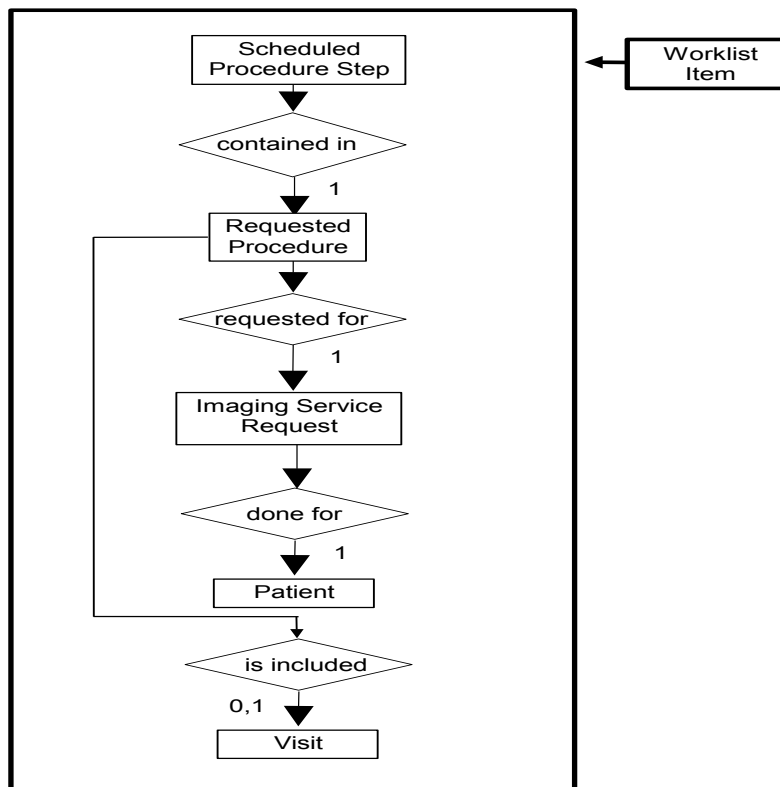 Scheduled
Procedure Step
Worklist
Item
contained in
1
Requested
Procedure
requested for
1
Imaging Service
Request
done for
1
Patient
is included
0,1
Visit